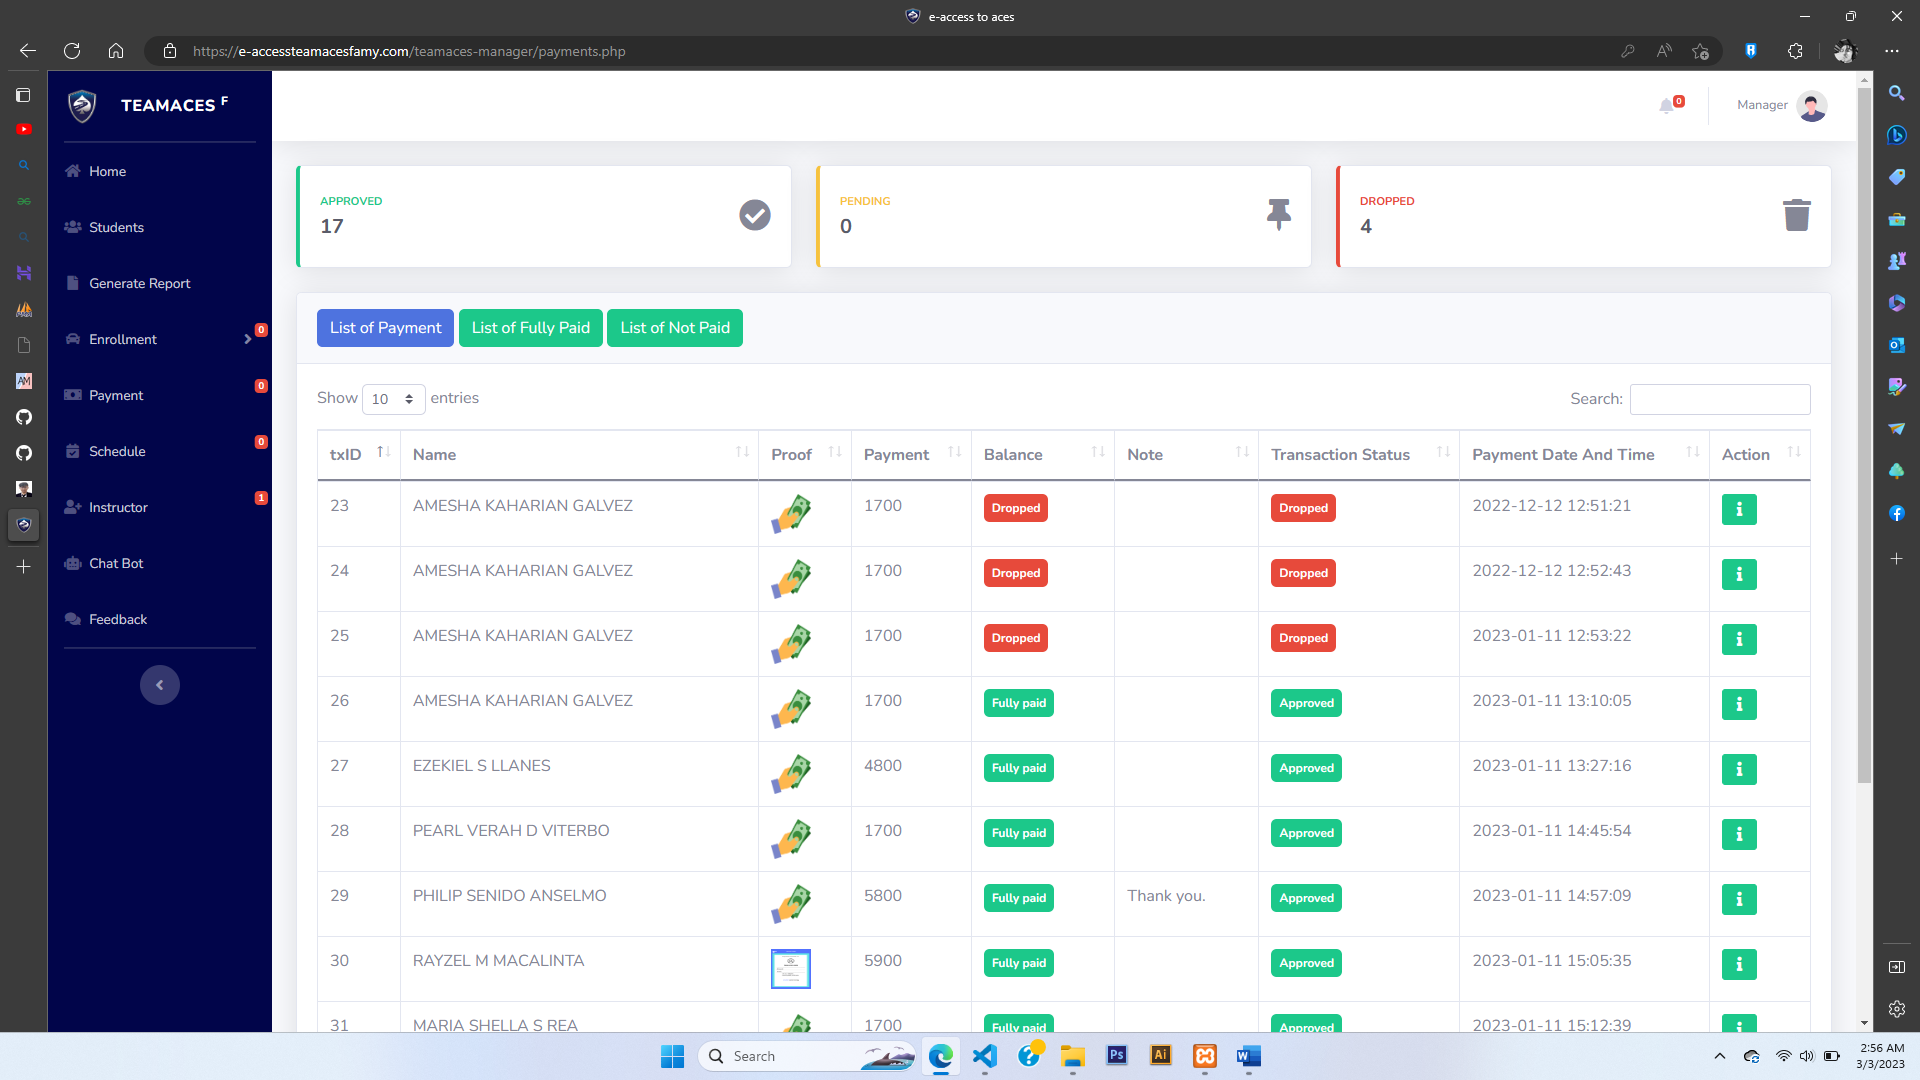 e-access to aces
https://e-accessteamacesfamy.com/teamaces-manager/payments.php
TEAMACES F
0
Manager
Home
Students
Generate Report
Enrollment 0
Payment 0
Schedule 0
Instructor 1
Chat Bot
Feedback
APPROVED
17
PENDING
0
DROPPED
4
List of Payment List of Fully Paid List of Not Paid
Show 10 entries Search:
txID Name Proof Payment Balance Note Transaction Status Payment Date And Time Action
23 AMESHA KAHARIAN GALVEZ 1700 Dropped Dropped 2022-12-12 12:51:21
24 AMESHA KAHARIAN GALVEZ 1700 Dropped Dropped 2022-12-12 12:52:43
25 AMESHA KAHARIAN GALVEZ 1700 Dropped Dropped 2023-01-11 12:53:22
26 AMESHA KAHARIAN GALVEZ 1700 Fully paid Approved 2023-01-11 13:10:05
27 EZEKIEL S LLANES 4800 Fully paid Approved 2023-01-11 13:27:16
28 PEARL VERAH D VITERBO 1700 Fully paid Approved 2023-01-11 14:45:54
29 PHILIP SENIDO ANSELMO 5800 Fully paid Thank you. Approved 2023-01-11 14:57:09
30 RAYZEL M MACALINTA 5900 Fully paid Approved 2023-01-11 15:05:35
31 MARIA SHELLA S REA 1700 Fully paid Approved 2023-01-11 15:12:39
Search
Ps
Ai
2:56 AM
3/3/2023